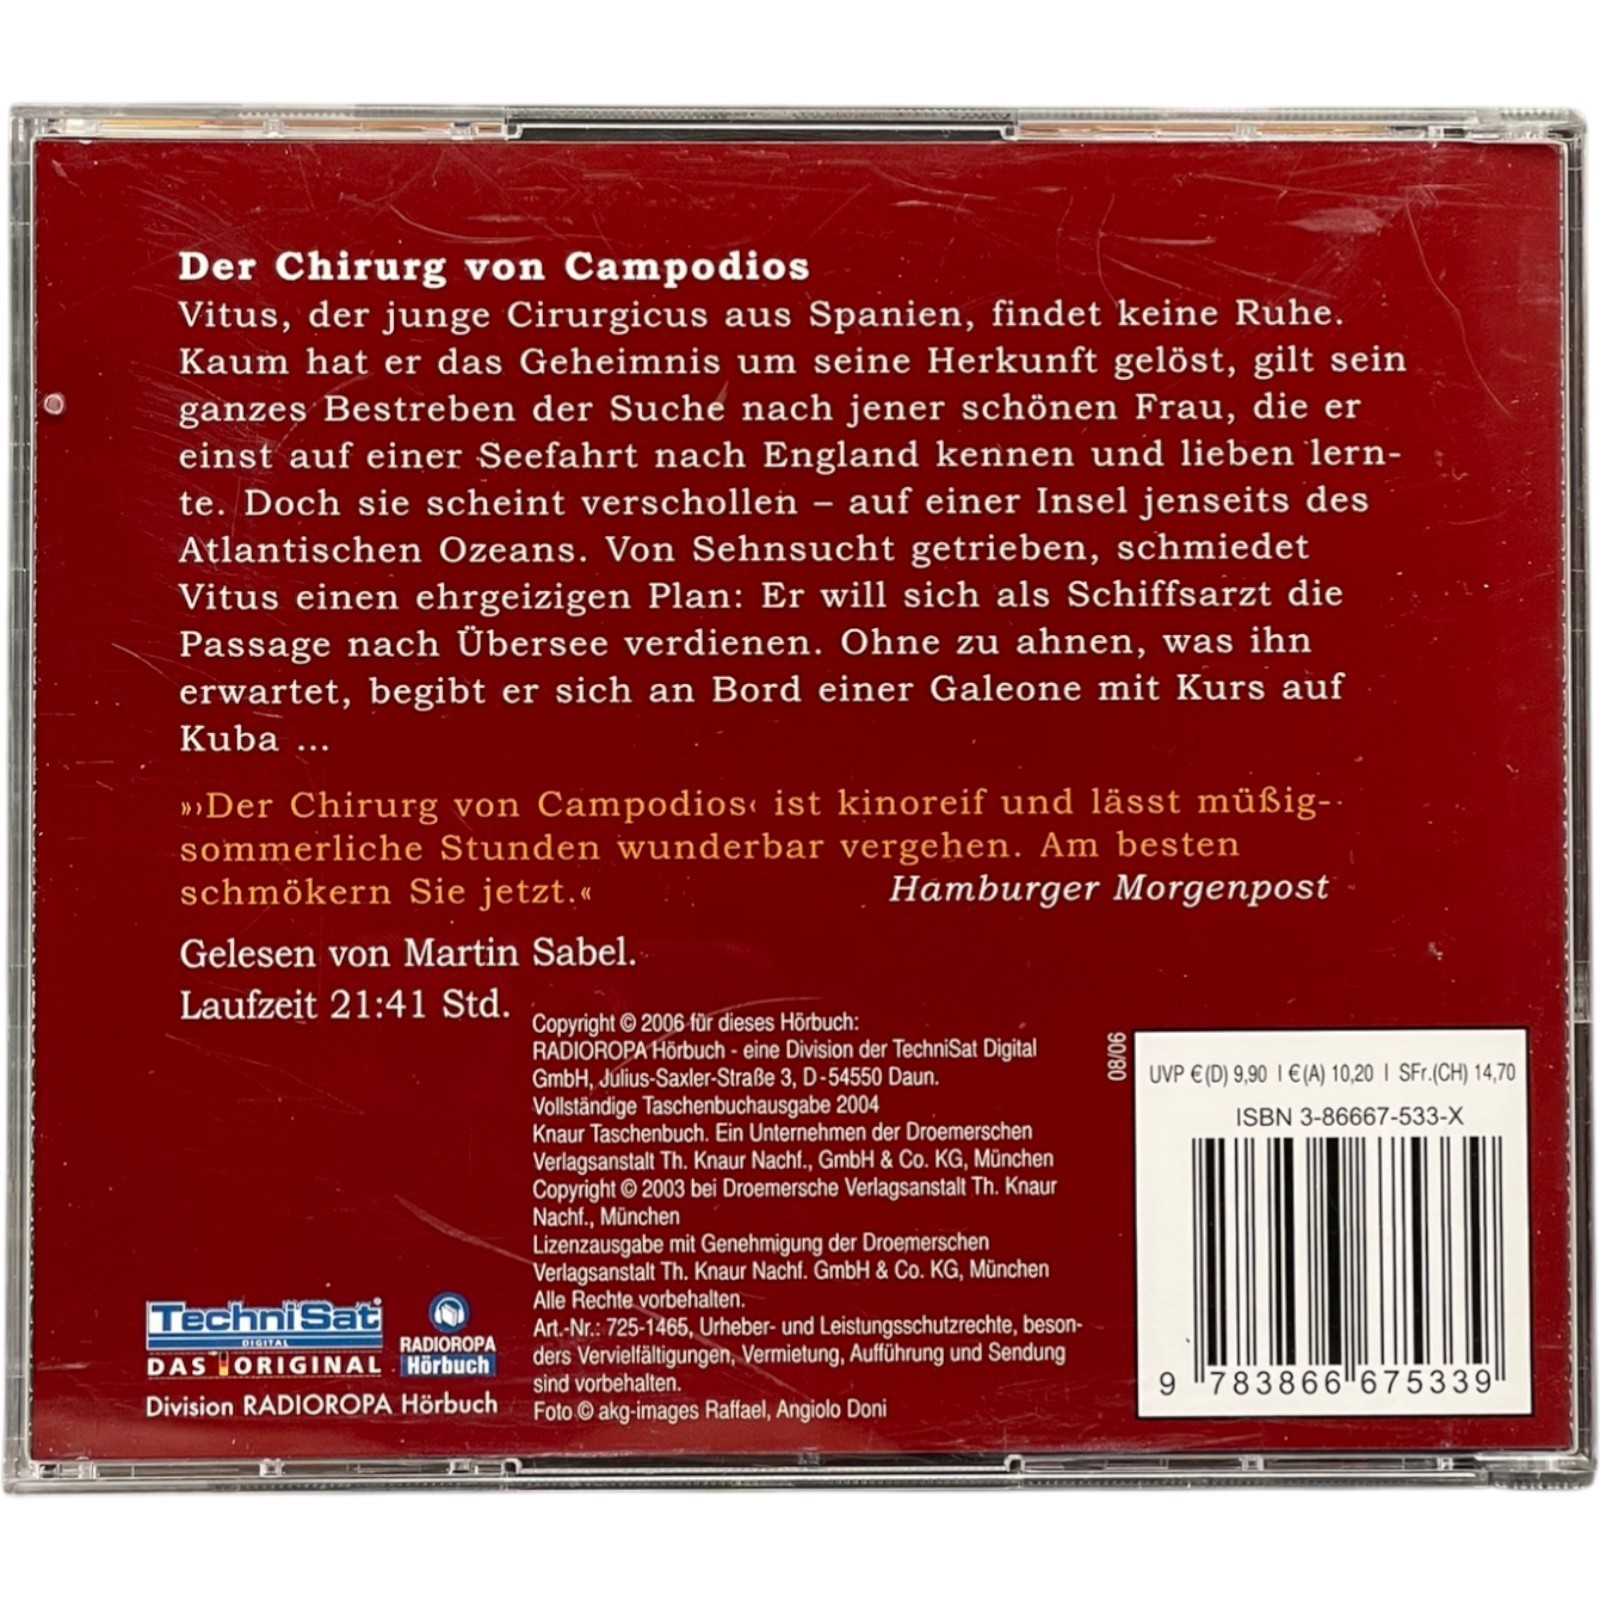 Der Chirurg von Campodios
Vitus, der junge Cirurgicus aus Spanien, findet keine Ruhe.
Kaum hat er das Geheimnis um seine Herkunft gelöst, gilt sein
ganzes Bestreben der Suche nach jener schönen Frau, die er
einst auf einer Seefahrt nach England kennen und lieben lern-
te. Doch sie scheint verschollen – auf einer Insel jenseits des
Atlantischen Ozeans. Von Sehnsucht getrieben, schmiedet
Vitus einen ehrgeizigen Plan: Er will sich als Schiffsarzt die
Passage nach Übersee verdienen. Ohne zu ahnen, was ihn
erwartet, begibt er sich an Bord einer Galeone mit Kurs auf
Kuba ...
»›Der Chirurg von Campodios‹ ist kinoreif und lässt müßig-
sommerliche Stunden wunderbar vergehen. Am besten
schmökern Sie jetzt.« Hamburger Morgenpost
Gelesen von Martin Sabel.
Laufzeit 21:41 Std.
Copyright © 2006 für dieses Hörbuch:
RADIOROPA Hörbuch - eine Division der TechniSat Digital
GmbH, Julius-Saxler-Straße 3, D-54550 Daun.
Vollständige Taschenbuchausgabe 2004
Knaur Taschenbuch. Ein Unternehmen der Droemerschen
Verlagsanstalt Th. Knaur Nachf., GmbH & Co. KG, München
Copyright © 2003 bei Droemersche Verlagsanstalt Th. Knaur
Nachf., München
Lizenzausgabe mit Genehmigung der Droemerschen
Verlagsanstalt Th. Knaur Nachf. GmbH & Co. KG, München
Alle Rechte vorbehalten.
Art.-Nr.: 725-1465, Urheber- und Leistungsschutzrechte, beson-
ders Vervielfältigungen, Vermietung, Aufführung und Sendung
sind vorbehalten.
Foto © akg-images Raffael, Angiolo Doni
TechniSat®
DIGITAL
DAS ORIGINAL
RADIOROPA
Hörbuch
Division RADIOROPA Hörbuch
08/06
UVP €(D) 9,90 I €(A) 10,20 I SFr.(CH) 14,70
ISBN 3-86667-533-X
9 783866 675339